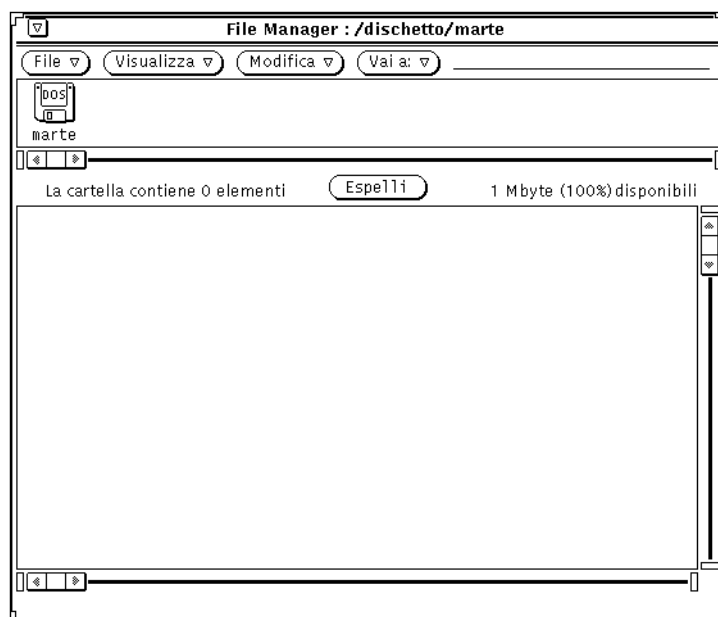 File Manager : /dischetto/marte
File Visualizza Modifica Vai a:
DOS
marte
La cartella contiene 0 elementi Espelli 1 Mbyte (100%) disponibili